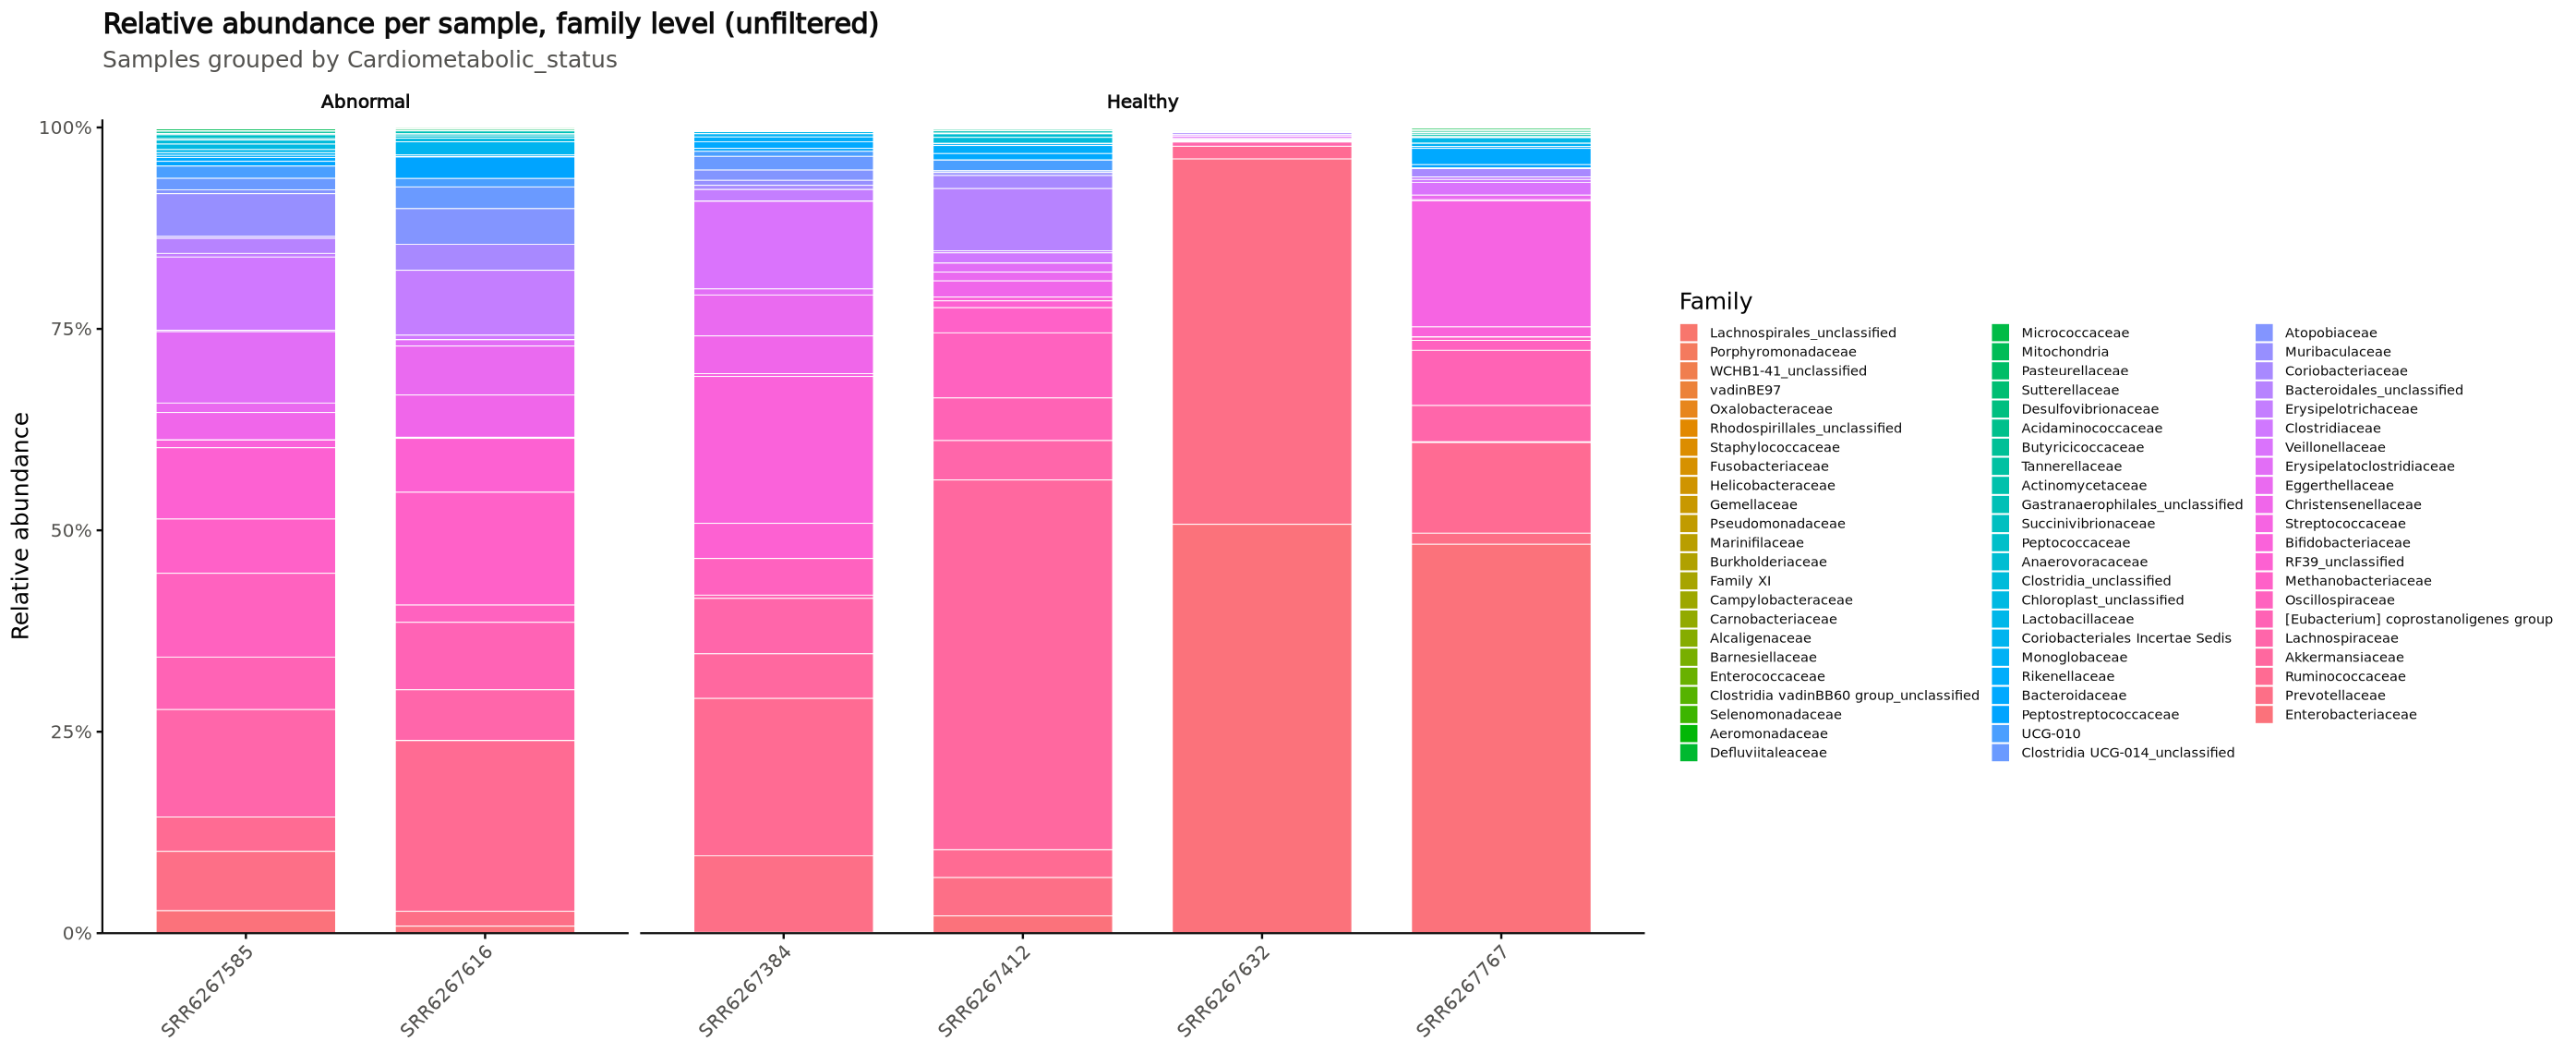 Relative abundance per sample, family level (unfiltered)
Samples grouped by Cardiometabolic_status
Abnormal
Healthy
Relative abundance
100%
75%
50%
25%
0%
SRR6267585
SRR6267616
SRR6267384
SRR6267412
SRR6267632
SRR6267767
Family
Lachnospirales_unclassified
Porphyromonadaceae
WCHB1-41_unclassified
vadinBE97
Oxalobacteraceae
Rhodospirillales_unclassified
Staphylococcaceae
Fusobacteriaceae
Helicobacteraceae
Gemellaceae
Pseudomonadaceae
Marinifilaceae
Burkholderiaceae
Family XI
Campylobacteraceae
Carnobacteriaceae
Alcaligenaceae
Barnesiellaceae
Enterococcaceae
Clostridia vadinBB60 group_unclassified
Selenomonadaceae
Aeromonadaceae
Defluviitaleaceae
Micrococcaceae
Mitochondria
Pasteurellaceae
Sutterellaceae
Desulfovibrionaceae
Acidaminococcaceae
Butyricicoccaceae
Tannerellaceae
Actinomycetaceae
Gastranaerophilales_unclassified
Succinivibrionaceae
Peptococcaceae
Anaerovoracaceae
Clostridia_unclassified
Chloroplast_unclassified
Lactobacillaceae
Coriobacteriales Incertae Sedis
Monoglobaceae
Rikenellaceae
Bacteroidaceae
Peptostreptococcaceae
UCG-010
Clostridia UCG-014_unclassified
Atopobiaceae
Muribaculaceae
Coriobacteriaceae
Bacteroidales_unclassified
Erysipelotrichaceae
Clostridiaceae
Veillonellaceae
Erysipelatoclostridiaceae
Eggerthellaceae
Christensenellaceae
Streptococcaceae
Bifidobacteriaceae
RF39_unclassified
Methanobacteriaceae
Oscillospiraceae
[Eubacterium] coprostanoligenes group
Lachnospiraceae
Akkermansiaceae
Ruminococcaceae
Prevotellaceae
Enterobacteriaceae